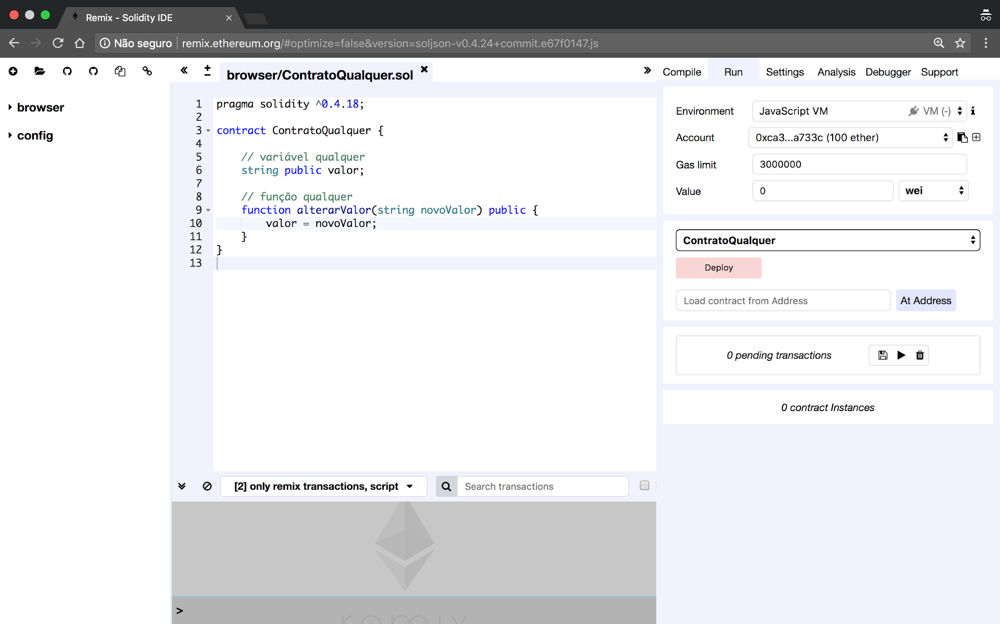 Remix - Solidity IDE
Não seguro remix.ethereum.org/#optimize=false&version=soljson-v0.4.24+commit.e67f0147.js
browser
config
browser/ContratoQualquer.sol
1 pragma solidity ^0.4.18;
2
3 contract ContratoQualquer {
4
5 // variável qualquer
6 string public valor;
7
8 // função qualquer
9 function alterarValor(string novoValor) public {
10 valor = novoValor;
11 }
12 }
13
[2] only remix transactions, script
Search transactions
>
remix
Compile Run Settings Analysis Debugger Support
Environment JavaScript VM VM (-)
Account 0xca3...a733c (100 ether)
Gas limit 3000000
Value 0 wei
ContratoQualquer
Deploy
Load contract from Address At Address
0 pending transactions
0 contract Instances